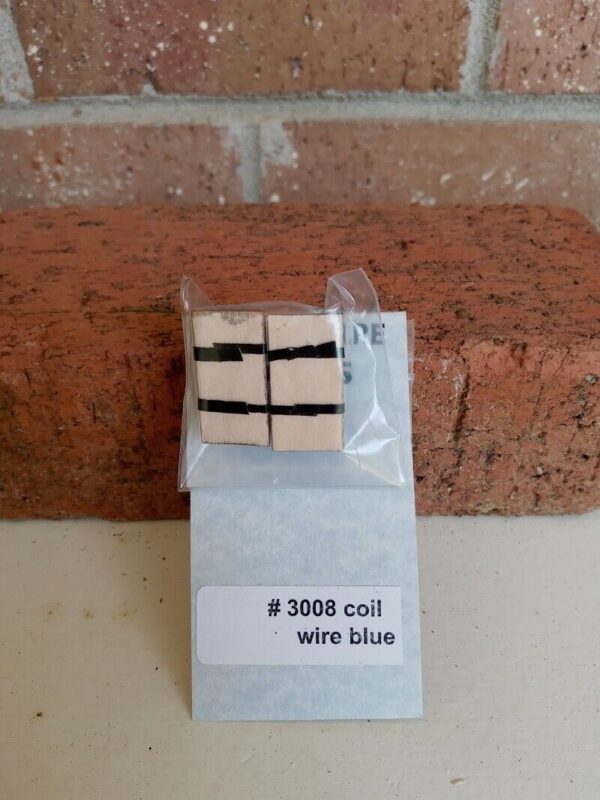 # 3008 coil
wire blue